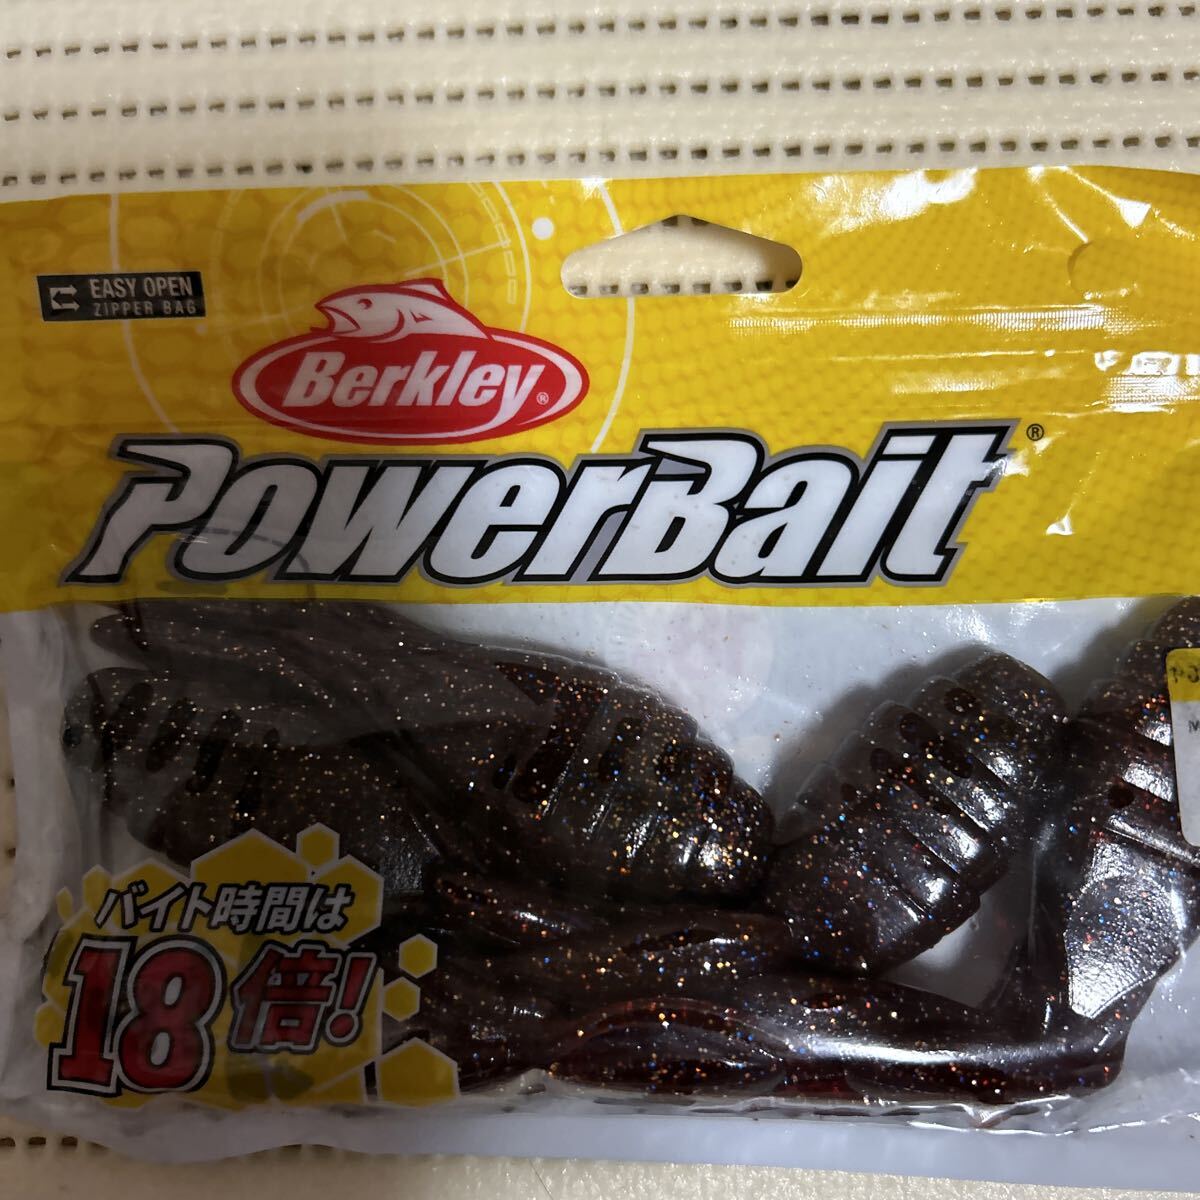 EASY OPEN
ZIPPER BAG
Berkley®
PowerBait®
バイト時間は
18倍!